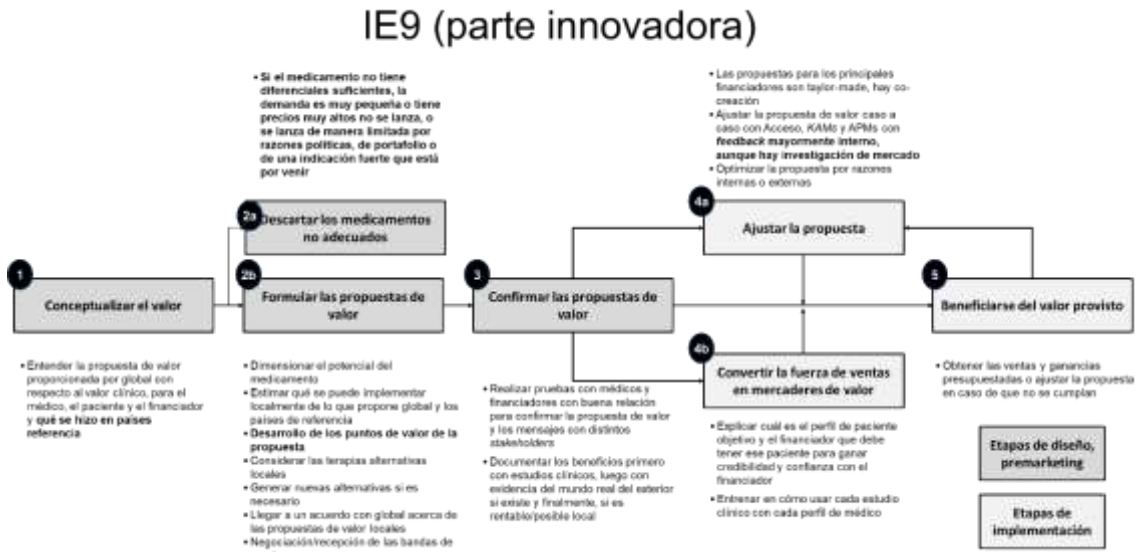 IE9 (parte innovadora)
• Si el medicamento no tiene
diferenciales suficientes, la
demanda es muy pequeña o tiene
precios muy altos no se lanza, o
se lanza de manera limitada por
razones políticas, de portafolio o
de una indicación fuerte que está
por venir
• Las propuestas para los principales
financiadores son taylor-made, hay co-
creación
• Ajustar la propuesta de valor caso a
caso con Acceso, KAMs y APMs con
feedback mayormente interno,
aunque hay investigación de mercado
• Optimizar la propuesta por razones
internas o externas
2a
Descartar los medicamentos
no adecuados
4a
Ajustar la propuesta
1
Conceptualizar el valor
2b
Formular las propuestas de
valor
3
Confirmar las propuestas de
valor
5
Beneficiarse del valor provisto
4b
Convertir la fuerza de ventas
en mercaderes de valor
• Entender la propuesta de valor
proporcionada por global con
respecto al valor clínico, para el
médico, el paciente y el financiador
y qué se hizo en países
referencia
• Dimensionar el potencial del
medicamento
• Estimar qué se puede implementar
localmente de lo que propone global y los
países de referencia
• Desarrollo de los puntos de valor de la
propuesta
• Considerar las terapias alternativas
locales
• Generar nuevas alternativas si es
necesario
• Llegar a un acuerdo con global acerca de
las propuestas de valor locales
• Negociación/recepción de las bandas de
• Realizar pruebas con médicos y
financiadores con buena relación
para confirmar la propuesta de valor
y los mensajes con distintos
stakeholders
• Documentar los beneficios primero
con estudios clínicos, luego con
evidencia del mundo real del exterior
si existe y finalmente, si es
rentable/posible local
• Explicar cuál es el perfil de paciente
objetivo y el financiador que debe
tener ese paciente para ganar
credibilidad y confianza con el
financiador
• Entrenar en cómo usar cada estudio
clínico con cada perfil de médico
• Obtener las ventas y ganancias
presupuestadas o ajustar la propuesta
en caso de que no se cumplan
Etapas de diseño,
premarketing
Etapas de
implementación